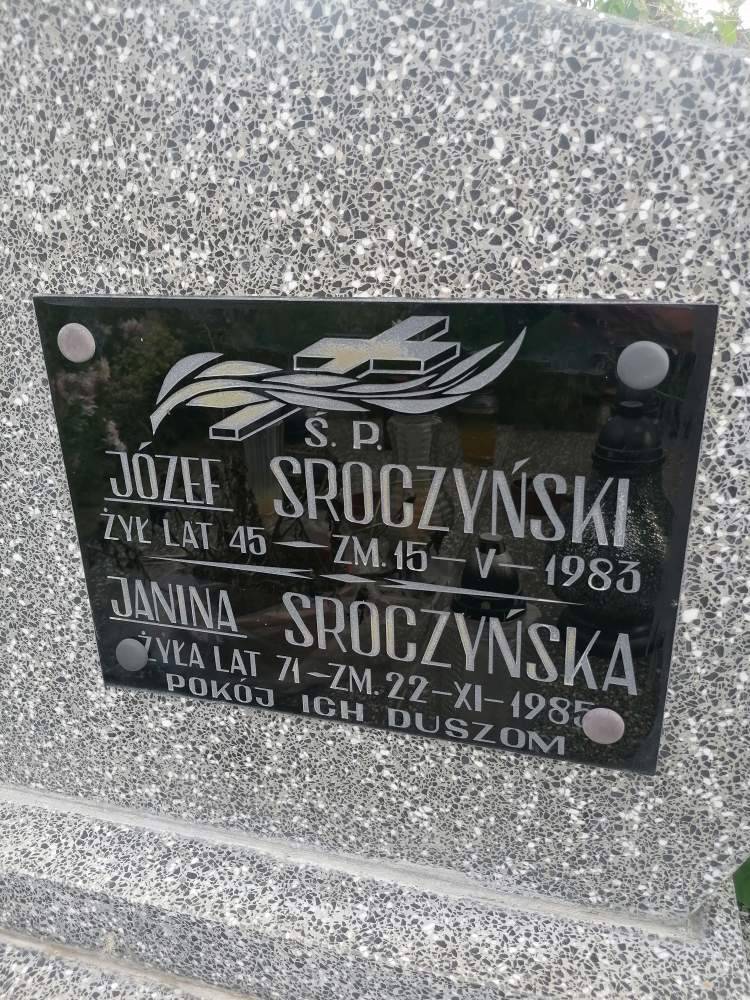 Ś. P.
JÓZEF SROCZYŃSKI
ŻYŁ LAT 45 — ZM. 15 — V — 1983
JANINA SROCZYŃSKA
ŻYŁA LAT 71 — ZM. 22 — XI — 1985
POKÓJ ICH DUSZOM